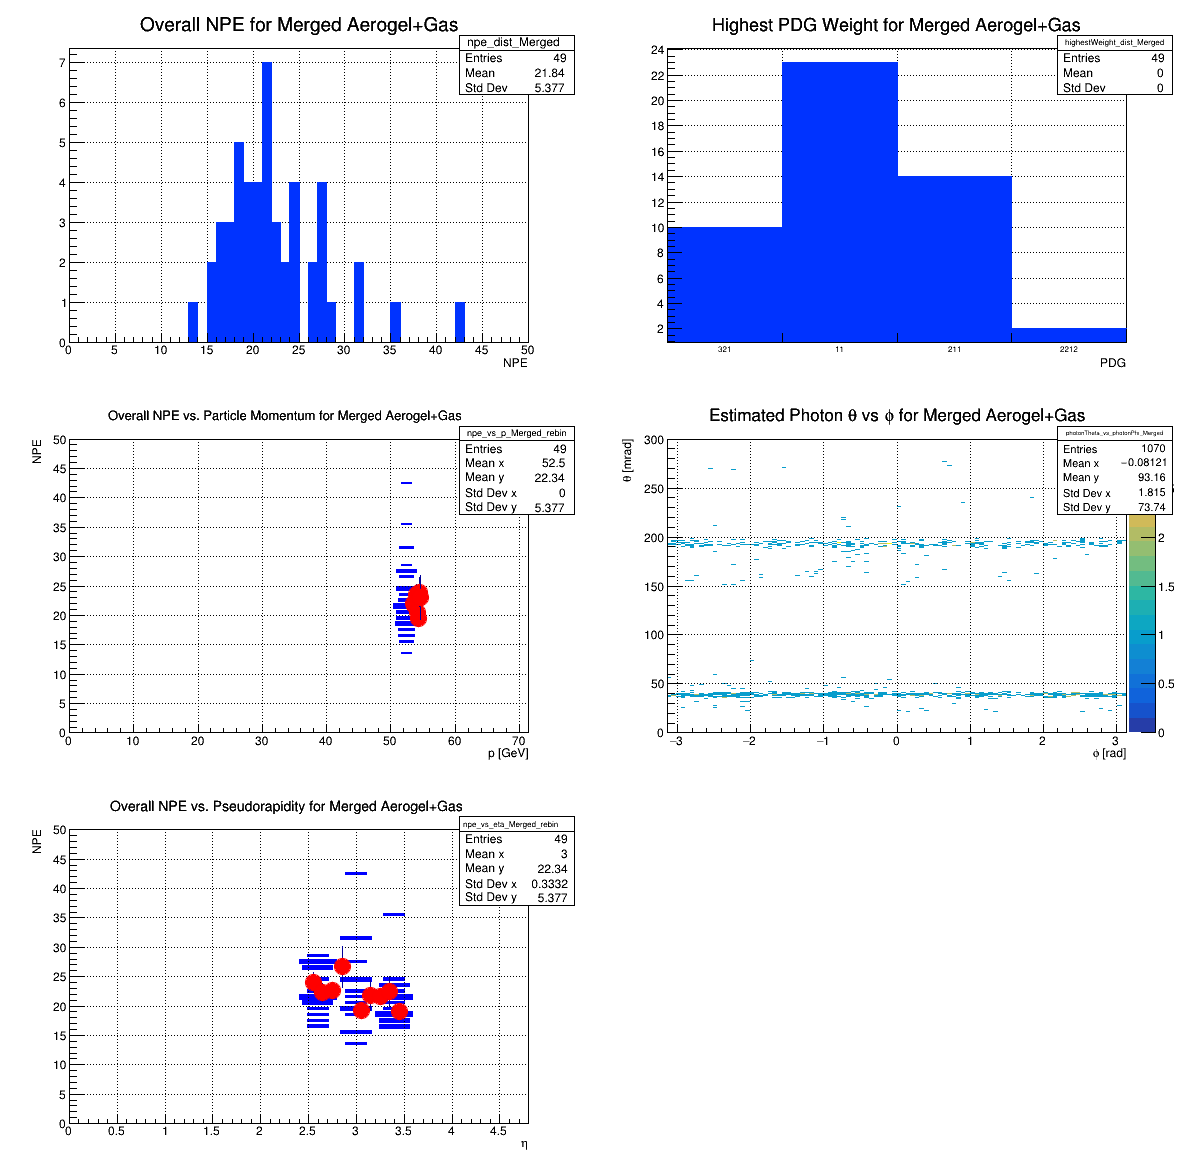 Overall NPE for Merged Aerogel+Gas
npe_dist_Merged
Entries 49
Mean 21.84
Std Dev 5.377
7
6
5
4
3
2
1
0
0 5 10 15 20 25 30 35 40 45 50
NPE
Highest PDG Weight for Merged Aerogel+Gas
highestWeight_dist_Merged
Entries 49
Mean 0
Std Dev 0
24
22
20
18
16
14
12
10
8
6
4
2
321 11 211 2212
PDG
Overall NPE vs. Particle Momentum for Merged Aerogel+Gas
npe_vs_p_Merged_rebin
Entries 49
Mean x 52.5
Mean y 22.34
Std Dev x 0
Std Dev y 5.377
NPE
50
45
40
35
30
25
20
15
10
5
0
0 10 20 30 40 50 60 70
p [GeV]
Estimated Photon θ vs ϕ for Merged Aerogel+Gas
photonTheta_vs_photonPhi_Merged
Entries 1070
Mean x −0.08121
Mean y 93.16
Std Dev x 1.815
Std Dev y 73.74
θ [mrad]
300
250
200
150
100
50
0
−3 −2 −1 0 1 2 3
ϕ [rad]
2
1.5
1
0.5
0
Overall NPE vs. Pseudorapidity for Merged Aerogel+Gas
npe_vs_eta_Merged_rebin
Entries 49
Mean x 3
Mean y 22.34
Std Dev x 0.3332
Std Dev y 5.377
NPE
50
45
40
35
30
25
20
15
10
5
0
0 0.5 1 1.5 2 2.5 3 3.5 4 4.5
η